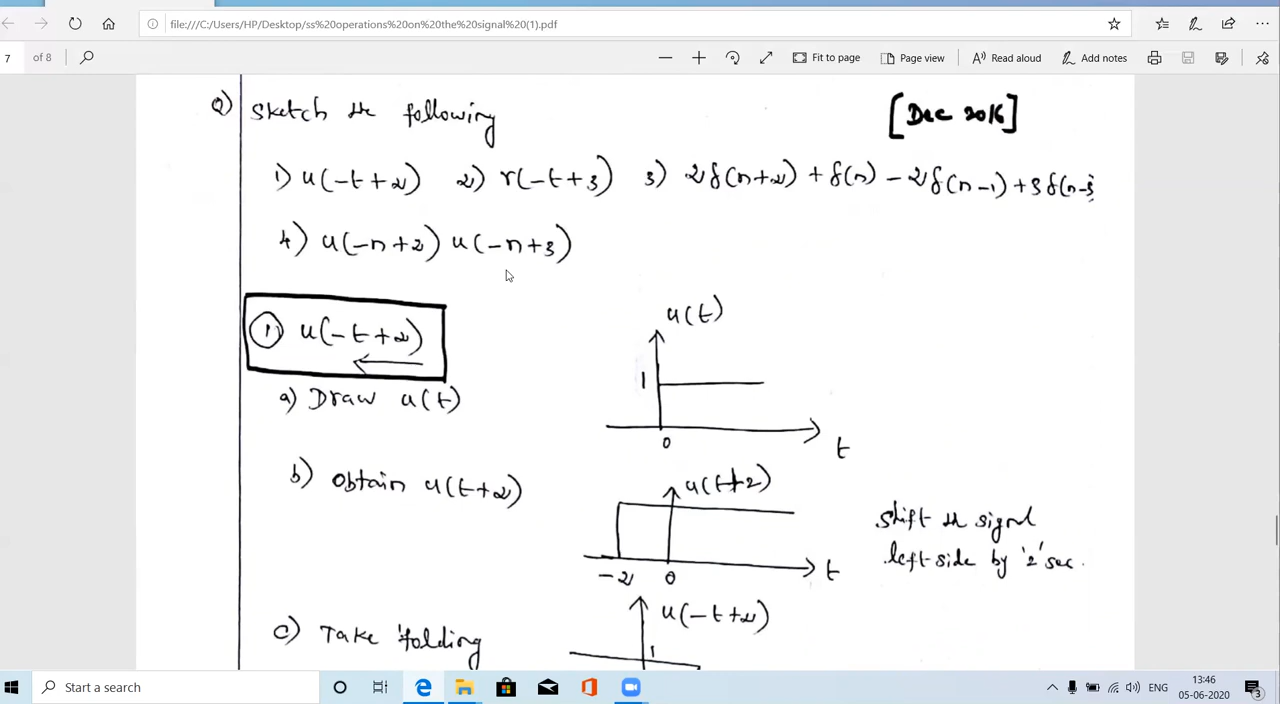 file:///C:/Users/HP/Desktop/ss%20operations%20on%20the%20signal%20(1).pdf
7 of 8
Fit to page
Page view
Read aloud
Add notes
Q) Sketch the following [Dec 2016]
1) u(-t+2) 2) r(-t+3) 3) 2δ(n+2) + δ(n) - 2δ(n-1) + 3δ(n-3
4) u(-n+2) u(-n+3)
1) u(-t+2)
u(t)
1
0
t
a) Draw u(t)
b) Obtain u(t+2)
u(t+2)
-2 0 t
Shift the signal
left side by '2' sec.
c) Take 'folding
u(-t+2)
1
Start a search
ENG
13:46
05-06-2020
3